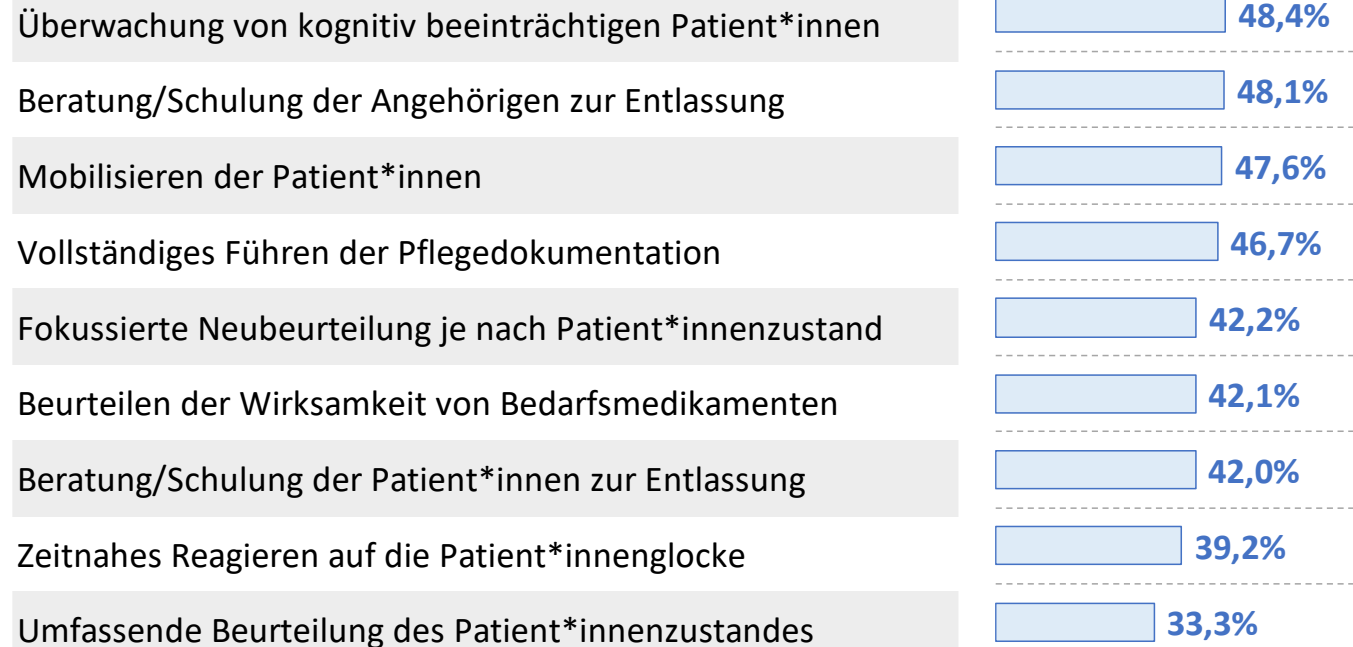 Überwachung von kognitiv beeinträchtigen Patient*innen 48,4%
Beratung/Schulung der Angehörigen zur Entlassung 48,1%
Mobilisieren der Patient*innen 47,6%
Vollständiges Führen der Pflegedokumentation 46,7%
Fokussierte Neubeurteilung je nach Patient*innenzustand 42,2%
Beurteilen der Wirksamkeit von Bedarfsmedikamenten 42,1%
Beratung/Schulung der Patient*innen zur Entlassung 42,0%
Zeitnahes Reagieren auf die Patient*innenglocke 39,2%
Umfassende Beurteilung des Patient*innenzustandes 33,3%